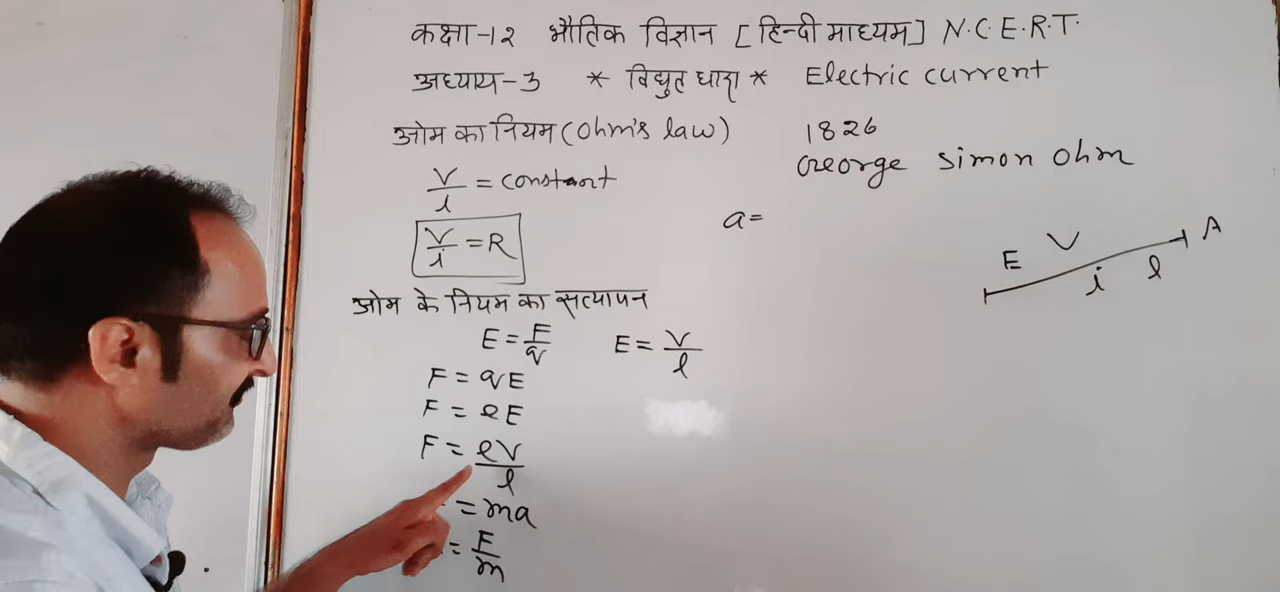 कक्षा-१२ भौतिक विज्ञान [हिन्दी माध्यम] N.C.E.R.T.
अध्याय-3 * विद्युत धारा * Electric current
ओम का नियम (Ohm's law) 1826
George Simon Ohm
V/i = constant
V/i = R
a=
E V i l A
ओम के नियम का सत्यापन
E = F/q E = V/l
F = qE
F = eE
F = eV/l
= ma
= F/m